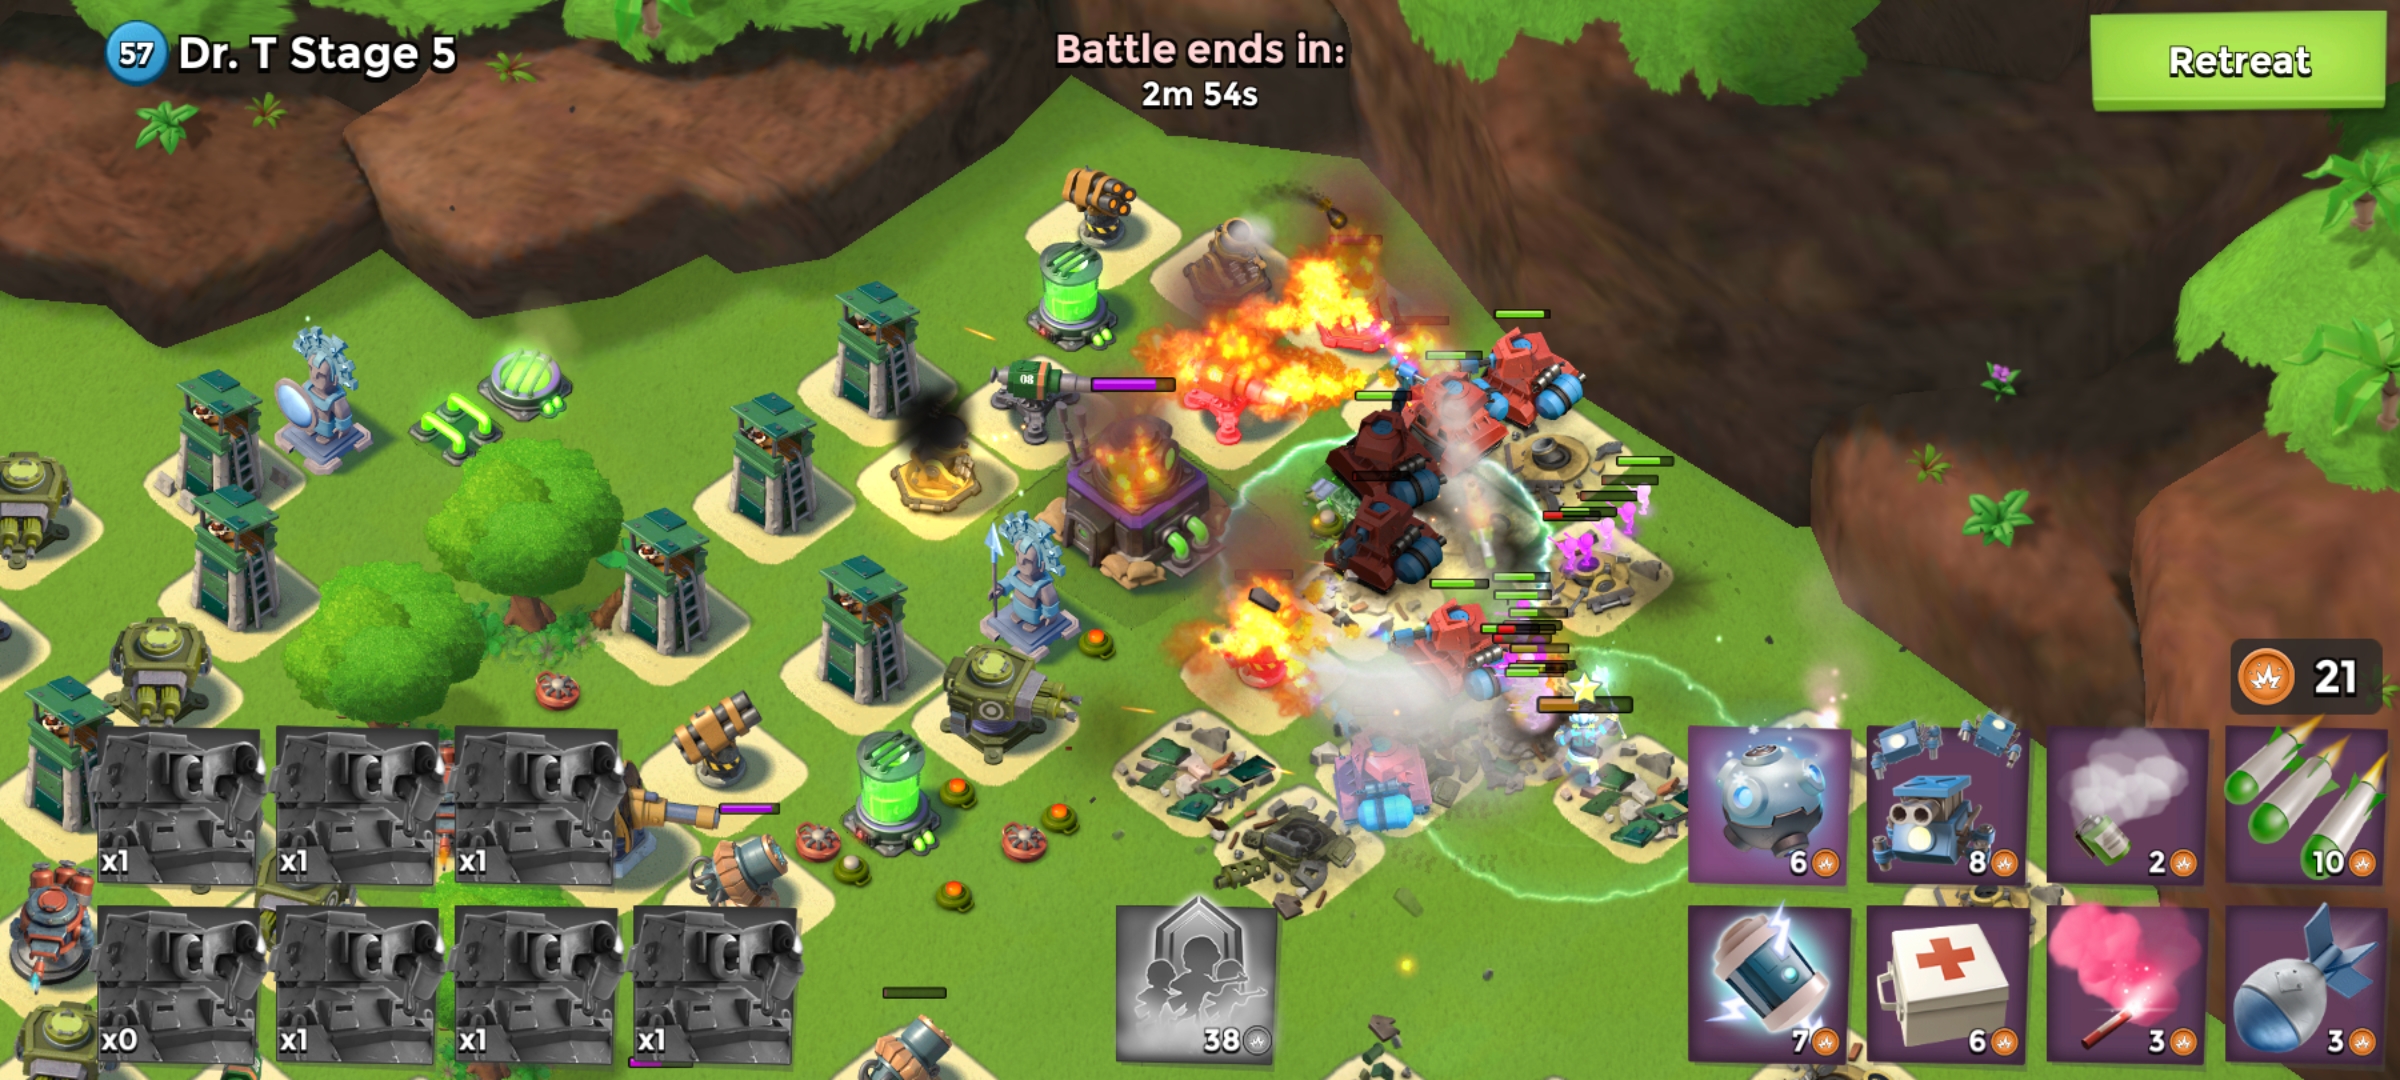 57 Dr. T Stage 5
Battle ends in:
2m 54s
Retreat
08
21
x1 x1 x1
6 8 2 10
x0 x1 x1 x1
38
7 6 3 3